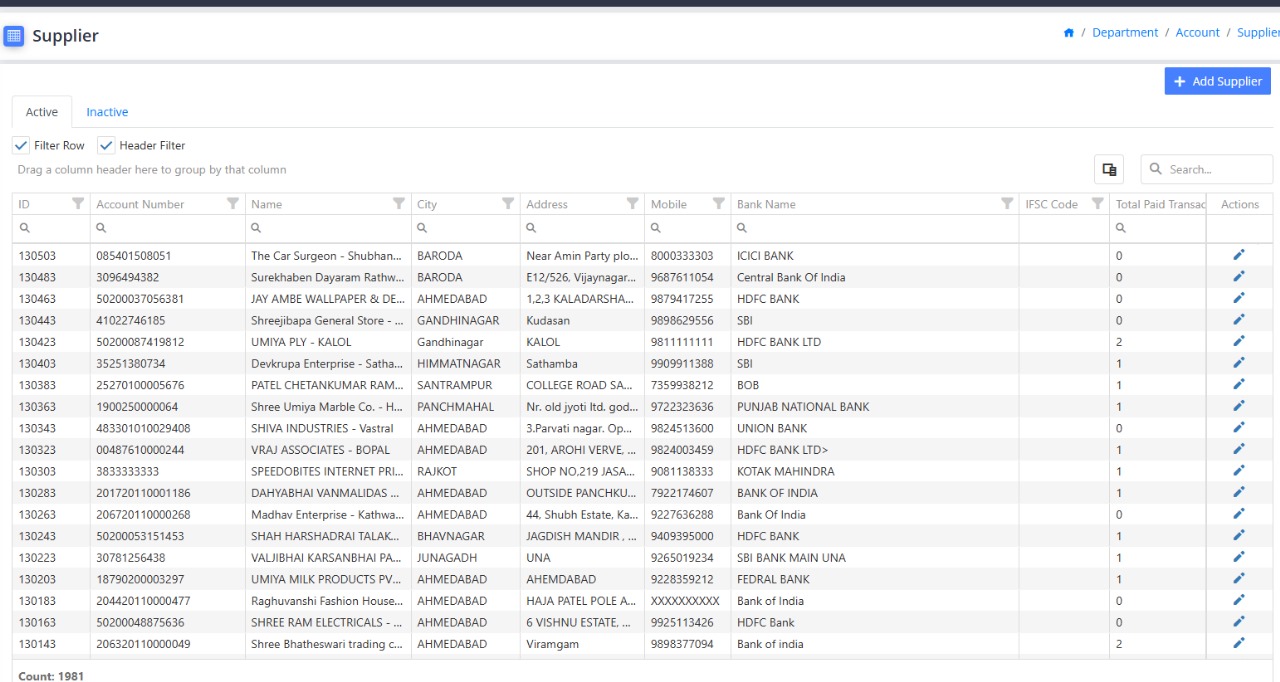 Supplier
/ Department / Account / Supplier
+ Add Supplier
Active Inactive
Filter Row Header Filter
Drag a column header here to group by that column
Search...
ID Account Number Name City Address Mobile Bank Name IFSC Code Total Paid Transac Actions
130503 085401508051 The Car Surgeon - Shubhan... BARODA Near Amin Party plo... 8000333303 ICICI BANK 0
130483 3096494382 Surekhaben Dayaram Rathw... BARODA E12/526, Vijaynagar... 9687611054 Central Bank Of India 0
130463 50200037056381 JAY AMBE WALLPAPER & DE... AHMEDABAD 1,2,3 KALADARSHA... 9879417255 HDFC BANK 0
130443 41022746185 Shreejibapa General Store - ... GANDHINAGAR Kudasan 9898629556 SBI 0
130423 50200087419812 UMIYA PLY - KALOL Gandhinagar KALOL 9811111111 HDFC BANK LTD 2
130403 35251380734 Devkrupa Enterprise - Satha... HIMMATNAGAR Sathamba 9909911388 SBI 1
130383 25270100005676 PATEL CHETANKUMAR RAM... SANTRAMPUR COLLEGE ROAD SA... 7359938212 BOB 1
130363 1900250000064 Shree Umiya Marble Co. - H... PANCHMAHAL Nr. old jyoti ltd. god... 9722323636 PUNJAB NATIONAL BANK 1
130343 483301010029408 SHIVA INDUSTRIES - Vastral AHMEDABAD 3.Parvati nagar. Op... 9824513600 UNION BANK 0
130323 00487610000244 VRAJ ASSOCIATES - BOPAL AHMEDABAD 201, AROHI VERVE, ... 9824003459 HDFC BANK LTD> 1
130303 3833333333 SPEEDOBITES INTERNET PRI... RAJKOT SHOP NO,219 JASA... 9081138333 KOTAK MAHINDRA 1
130283 201720110001186 DAHYABHAI VANMALIDAS ... AHMEDABAD OUTSIDE PANCHKU... 7922174607 BANK OF INDIA 1
130263 206720110000268 Madhav Enterprise - Kathwa... AHMEDABAD 44, Shubh Estate, Ka... 9227636288 Bank Of India 0
130243 50200053151453 SHAH HARSHADRAI TALAK... BHAVNAGAR JAGDISH MANDIR , ... 9409395000 HDFC BANK 1
130223 30781256438 VALJIBHAI KARSANBHAI PA... JUNAGADH UNA 9265019234 SBI BANK MAIN UNA 1
130203 18790200003297 UMIYA MILK PRODUCTS PV... AHMEDABAD AHEMDABAD 9228359212 FEDRAL BANK 1
130183 204420110000477 Raghuvanshi Fashion House... AHMEDABAD HAJA PATEL POLE A... XXXXXXXXXX Bank of India 0
130163 50200048875636 SHREE RAM ELECTRICALS - ... AHMEDABAD 6 VISHNU ESTATE, ... 9925113426 HDFC Bank 0
130143 206320110000049 Shree Bhatheswari trading c... AHMEDABAD Viramgam 9898377094 Bank of india 2
Count: 1981